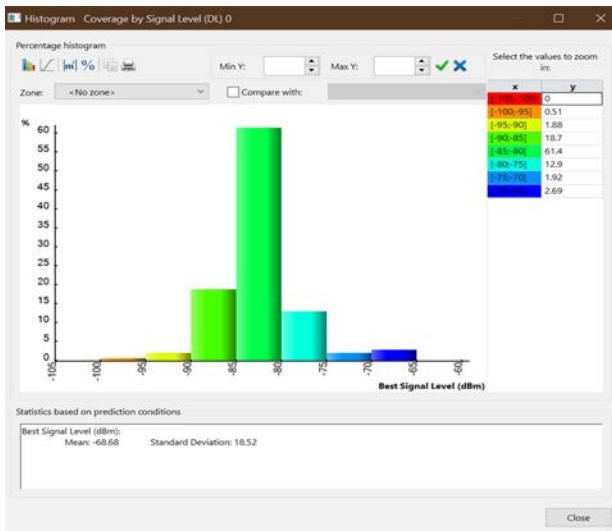 Histogram Coverage by Signal Level (DL) 0
Percentage histogram
|m| % Min Y: Max Y: Select the values to zoom in:
Zone: <No zone> Compare with:
x y
[-105;-100] 0
[-100;-95] 0.51
[-95;-90] 1.88
[-90;-85] 18.7
[-85;-80] 61.4
[-80;-75] 12.9
[-75;-70] 1.92
2.69
%
60
55
50
45
40
35
30
25
20
15
10
5
0
-105 -100 -95 -90 -85 -80 -75 -70 -65 -60
Best Signal Level (dBm)
Statistics based on prediction conditions
Best Signal Level (dBm):
Mean: -68.68 Standard Deviation: 18.52
Close